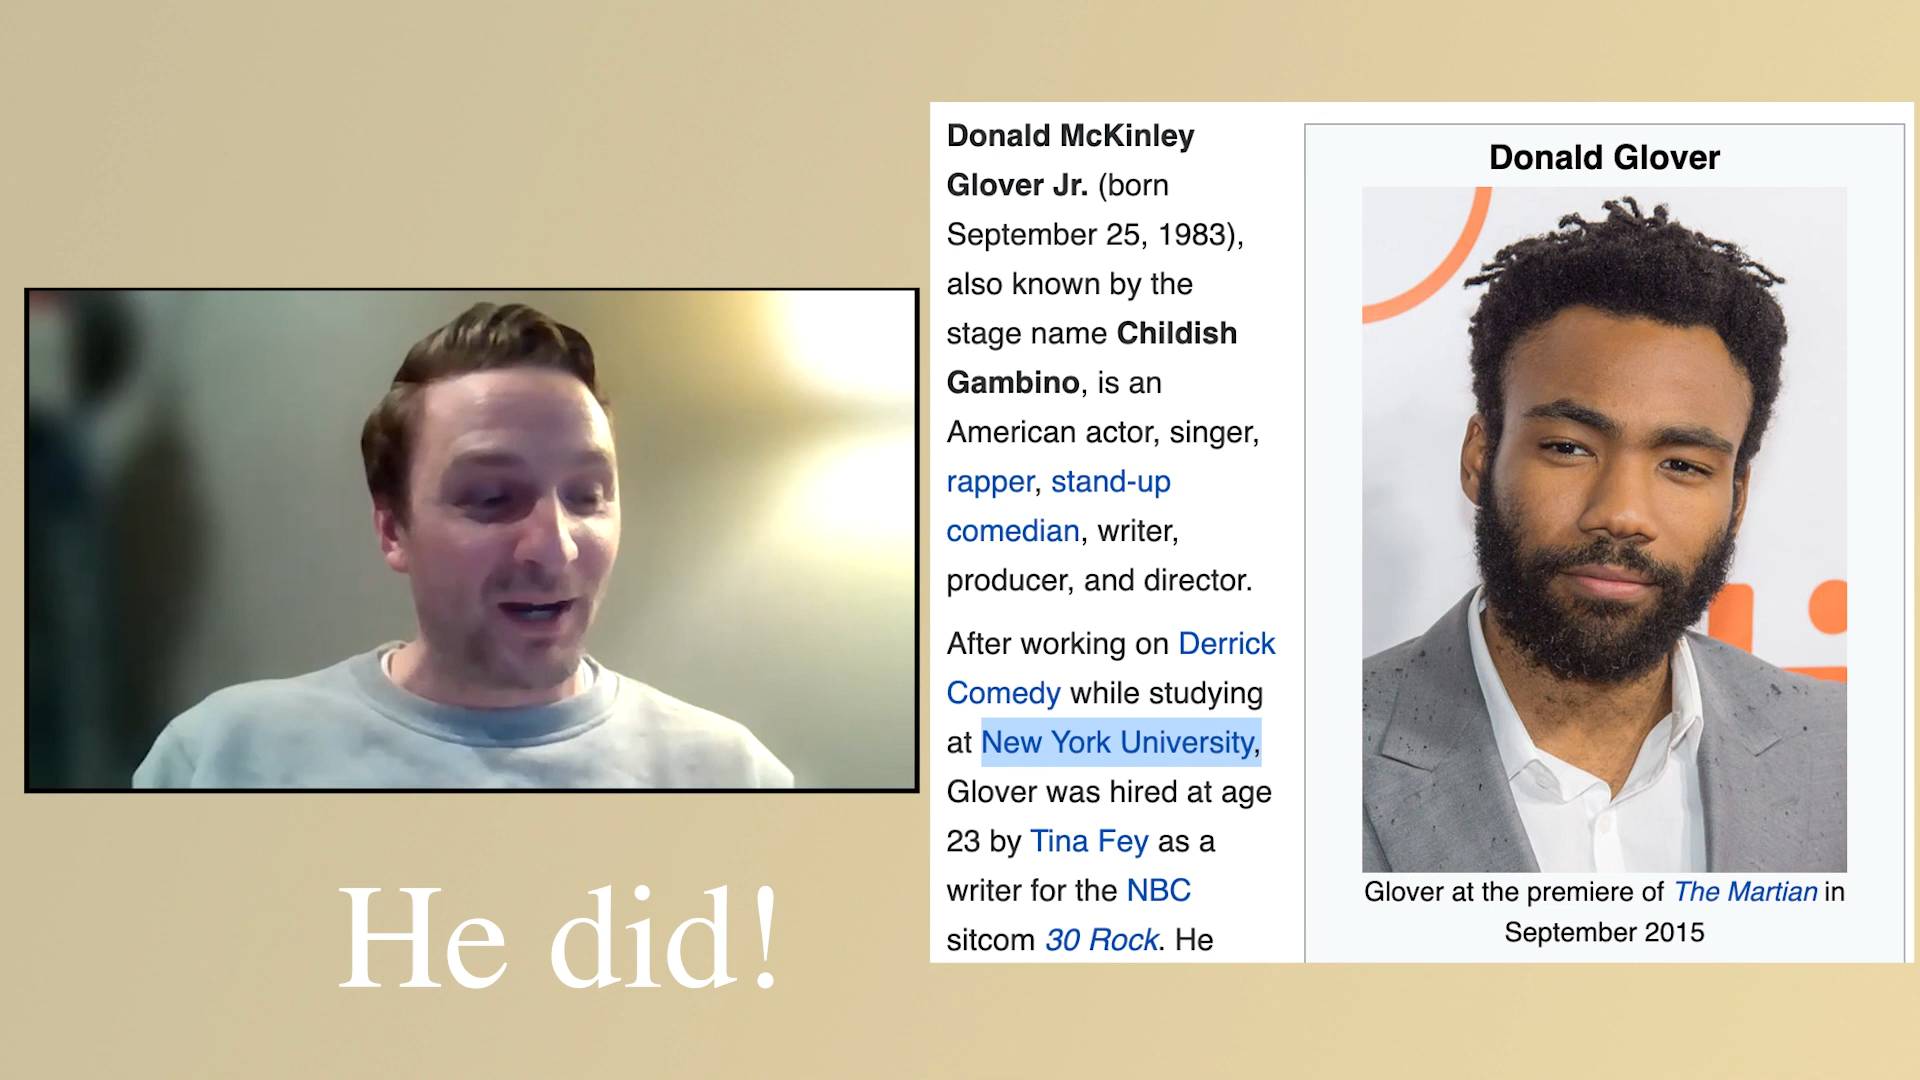 Donald McKinley
Glover Jr. (born
September 25, 1983),
also known by the
stage name Childish
Gambino, is an
American actor, singer,
rapper, stand-up
comedian, writer,
producer, and director.
After working on Derrick
Comedy while studying
at New York University,
Glover was hired at age
23 by Tina Fey as a
writer for the NBC
sitcom 30 Rock. He
Donald Glover
Glover at the premiere of The Martian in
September 2015
He did!